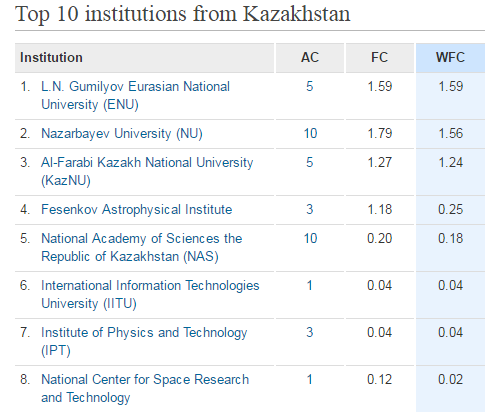 Top 10 institutions from Kazakhstan
Institution AC FC WFC
1. L.N. Gumilyov Eurasian National 5 1.59 1.59
University (ENU)
2. Nazarbayev University (NU) 10 1.79 1.56
3. Al-Farabi Kazakh National University 5 1.27 1.24
(KazNU)
4. Fesenkov Astrophysical Institute 3 1.18 0.25
5. National Academy of Sciences the 10 0.20 0.18
Republic of Kazakhstan (NAS)
6. International Information Technologies 1 0.04 0.04
University (IITU)
7. Institute of Physics and Technology 3 0.04 0.04
(IPT)
8. National Center for Space Research 1 0.12 0.02
and Technology